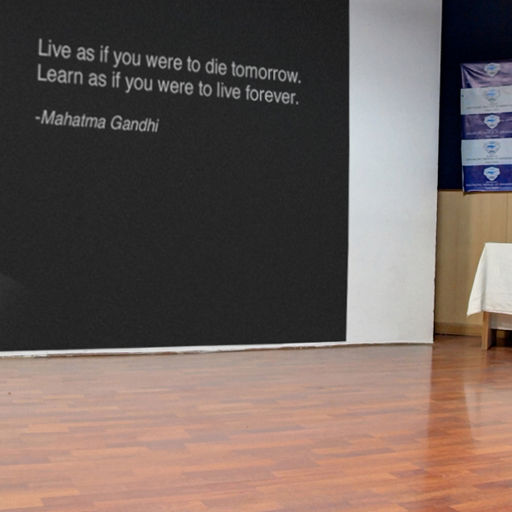 Live as if you were to die tomorrow.
Learn as if you were to live forever.
-Mahatma Gandhi